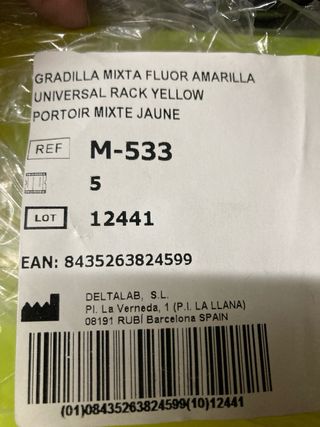 GRADILLA MIXTA FLUOR AMARILLA
UNIVERSAL RACK YELLOW
PORTOIR MIXTE JAUNE
REF M-533
5
LOT 12441
EAN: 8435263824599
DELTALAB, S.L.
Pl. La Verneda, 1 (P.I. LA LLANA)
08191 RUBÍ Barcelona SPAIN
(01)08435263824599(10)12441